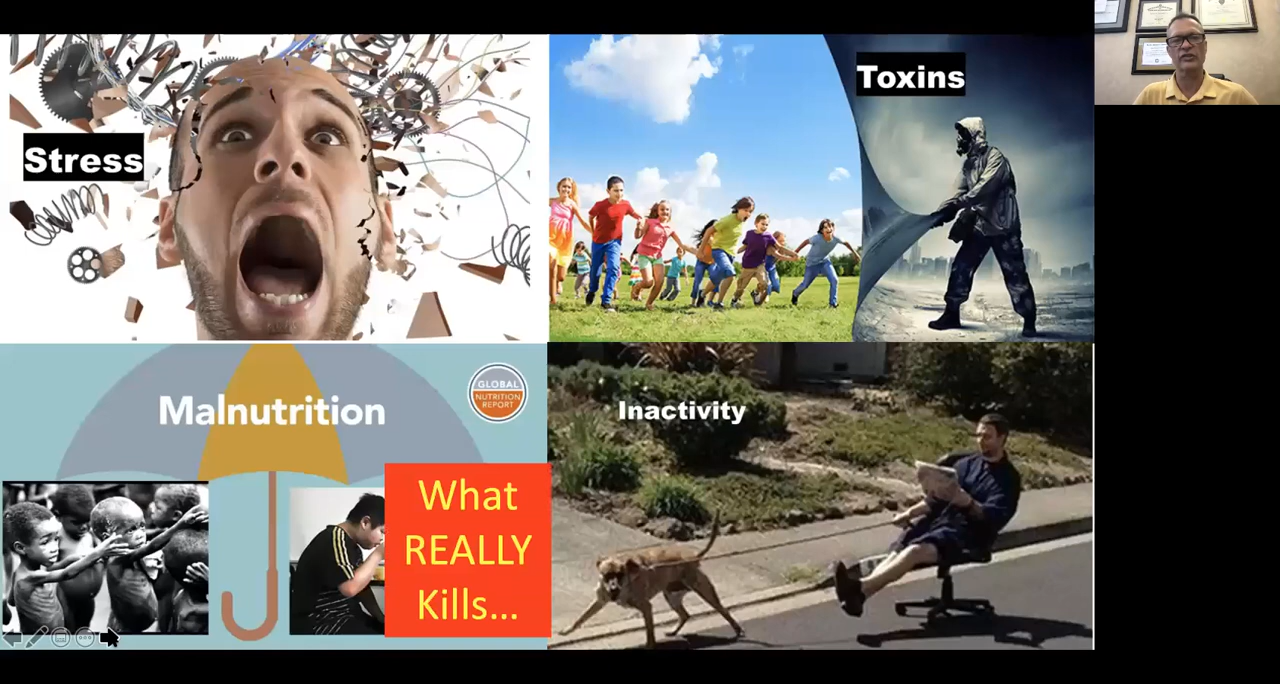 Stress
Toxins
Malnutrition
GLOBAL
NUTRITION
REPORT
Inactivity
What
REALLY
Kills...